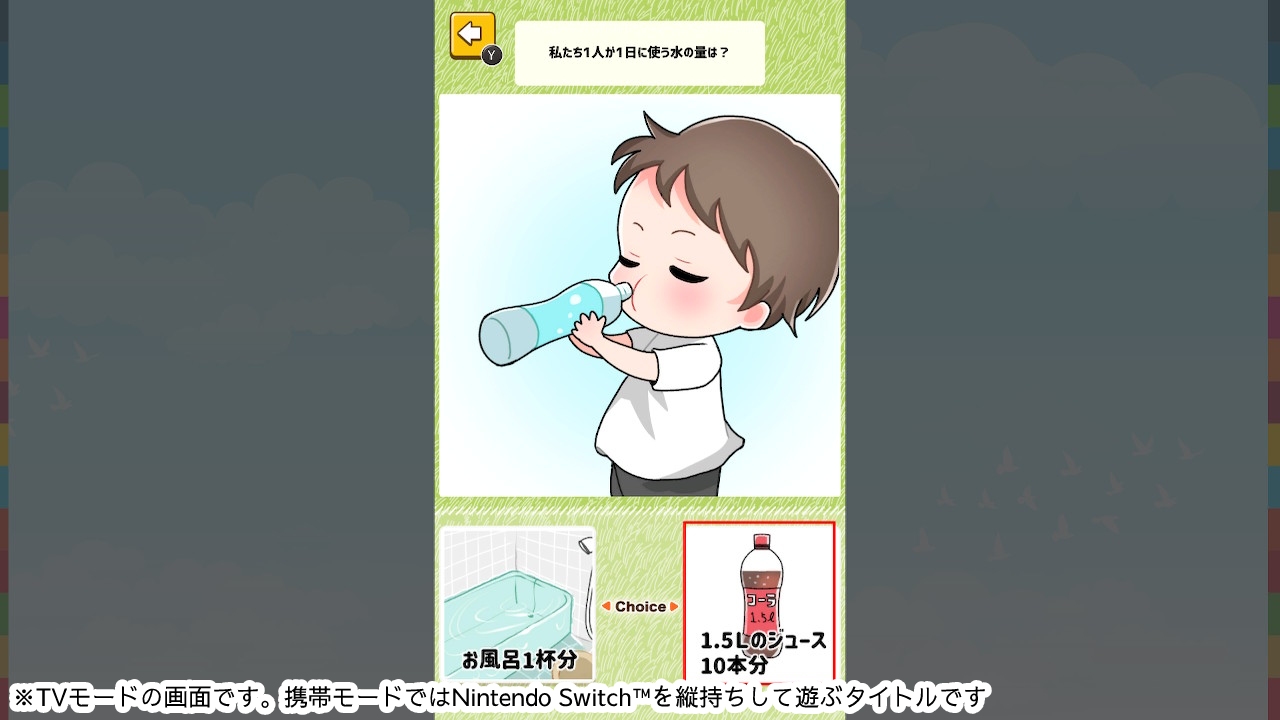 Y
私たち1人が1日に使う水の量は？
お風呂1杯分
Choice
コーラ
1.5ℓ
1.5Lのジュース
10本分
※TVモードの画面です。携帯モードではNintendo Switch™を縦持ちして遊ぶタイトルです